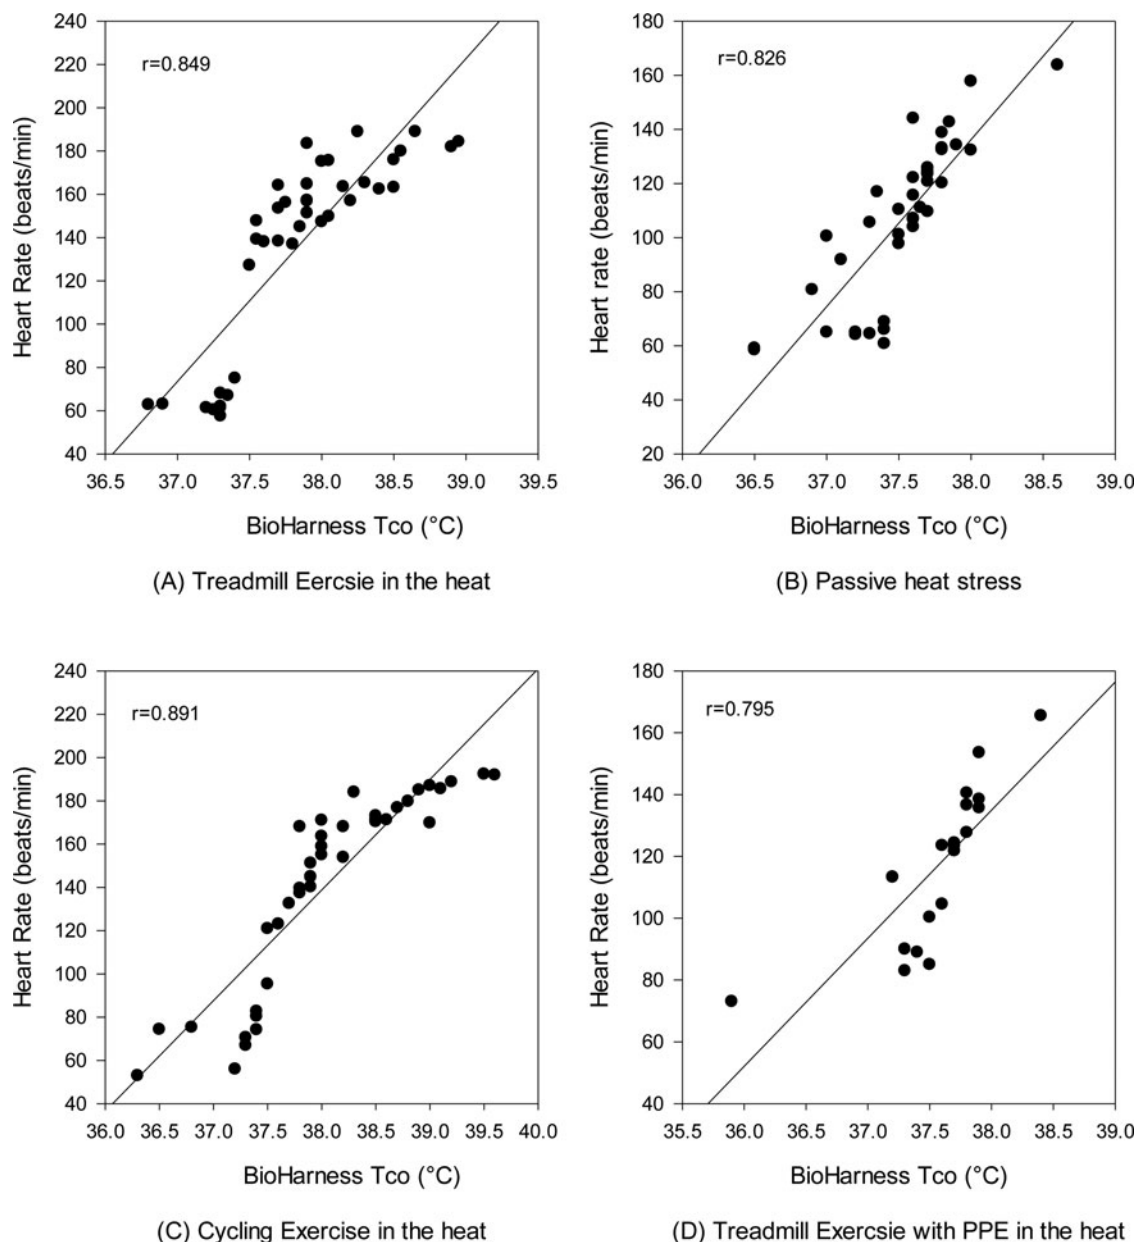 240
220
200
180
160
140
120
100
80
60
40
Heart Rate (beats/min)
r=0.849
36.5 37.0 37.5 38.0 38.5 39.0 39.5
BioHarness Tco (°C)
(A) Treadmill Eercsie in the heat
180
160
140
120
100
80
60
40
20
Heart rate (beats/min)
r=0.826
36.0 36.5 37.0 37.5 38.0 38.5 39.0
BioHarness Tco (°C)
(B) Passive heat stress
240
220
200
180
160
140
120
100
80
60
40
Heart Rate (beats/min)
r=0.891
36.0 36.5 37.0 37.5 38.0 38.5 39.0 39.5 40.0
BioHarness Tco (°C)
(C) Cycling Exercise in the heat
180
160
140
120
100
80
60
40
Heart Rate (beats/min)
r=0.795
35.5 36.0 36.5 37.0 37.5 38.0 38.5 39.0
BioHarness Tco (°C)
(D) Treadmill Exercsie with PPE in the heat